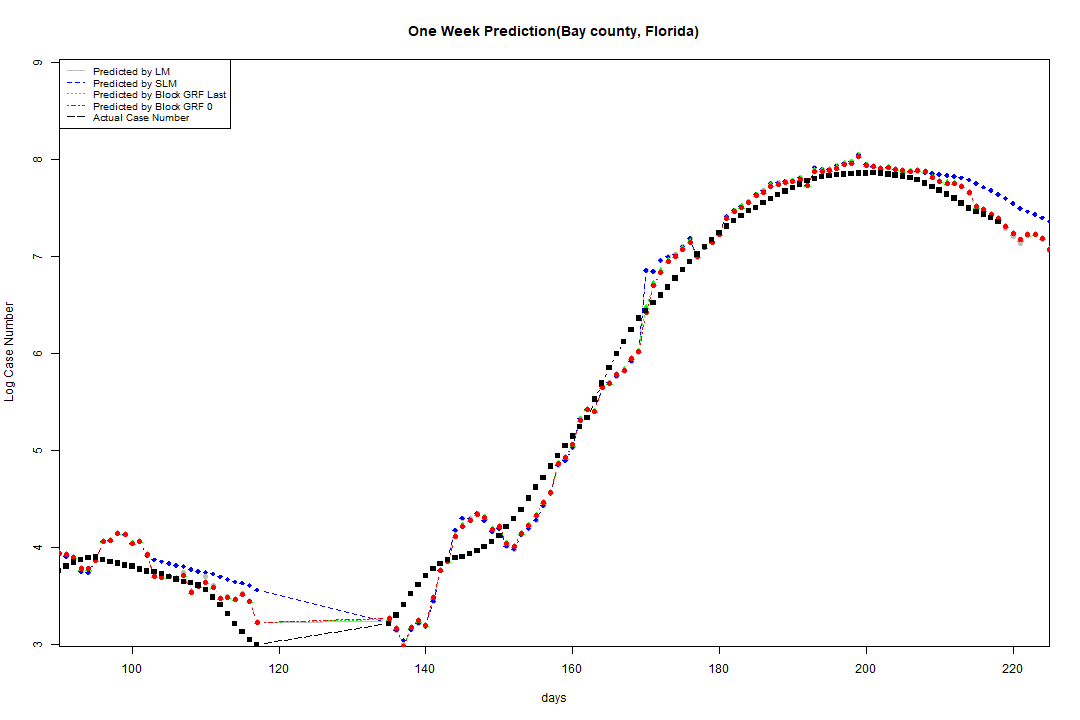 One Week Prediction(Bay county, Florida)
Predicted by LM
Predicted by SLM
Predicted by Block GRF Last
Predicted by Block GRF 0
Actual Case Number
9
8
7
6
5
4
3
Log Case Number
100 120 140 160 180 200 220
days